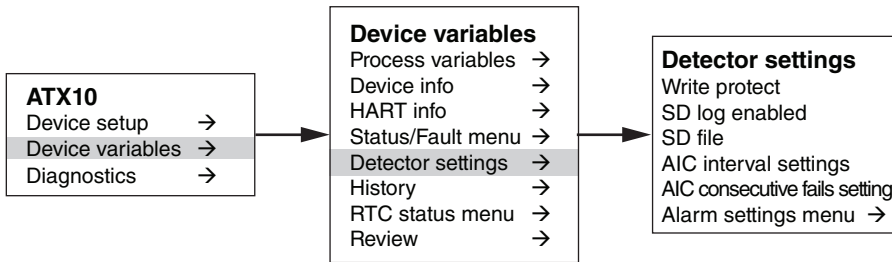 ATX10
Device setup →
Device variables →
Diagnostics →
Device variables
Process variables →
Device info →
HART info →
Status/Fault menu →
Detector settings →
History →
RTC status menu →
Review →
Detector settings
Write protect
SD log enabled
SD file
AIC interval settings
AIC consecutive fails setting
Alarm settings menu →